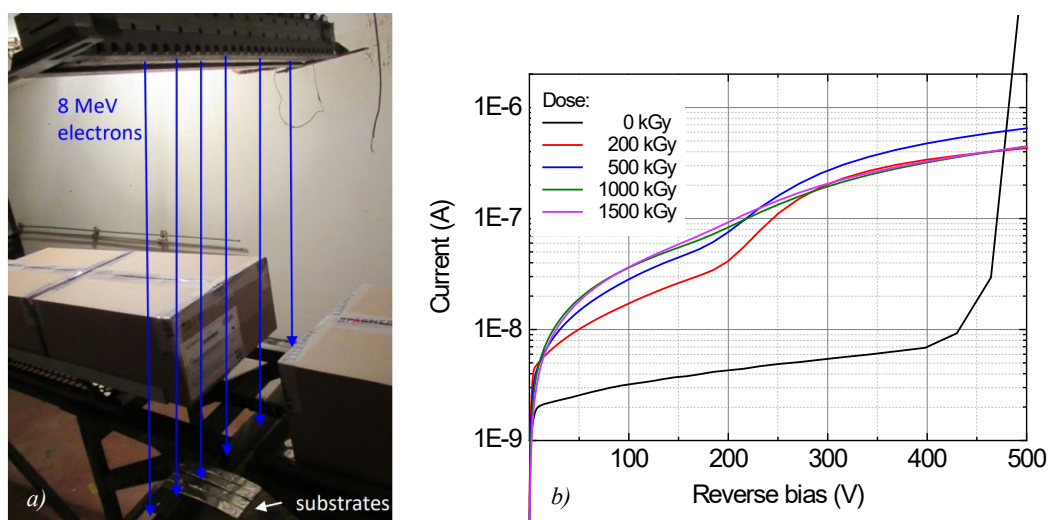 8 MeV
electrons
substrates
a)
Current (A)
1E-6
1E-7
1E-8
1E-9
Dose:
0 kGy
200 kGy
500 kGy
1000 kGy
1500 kGy
100
200
300
400
500
Reverse bias (V)
b)